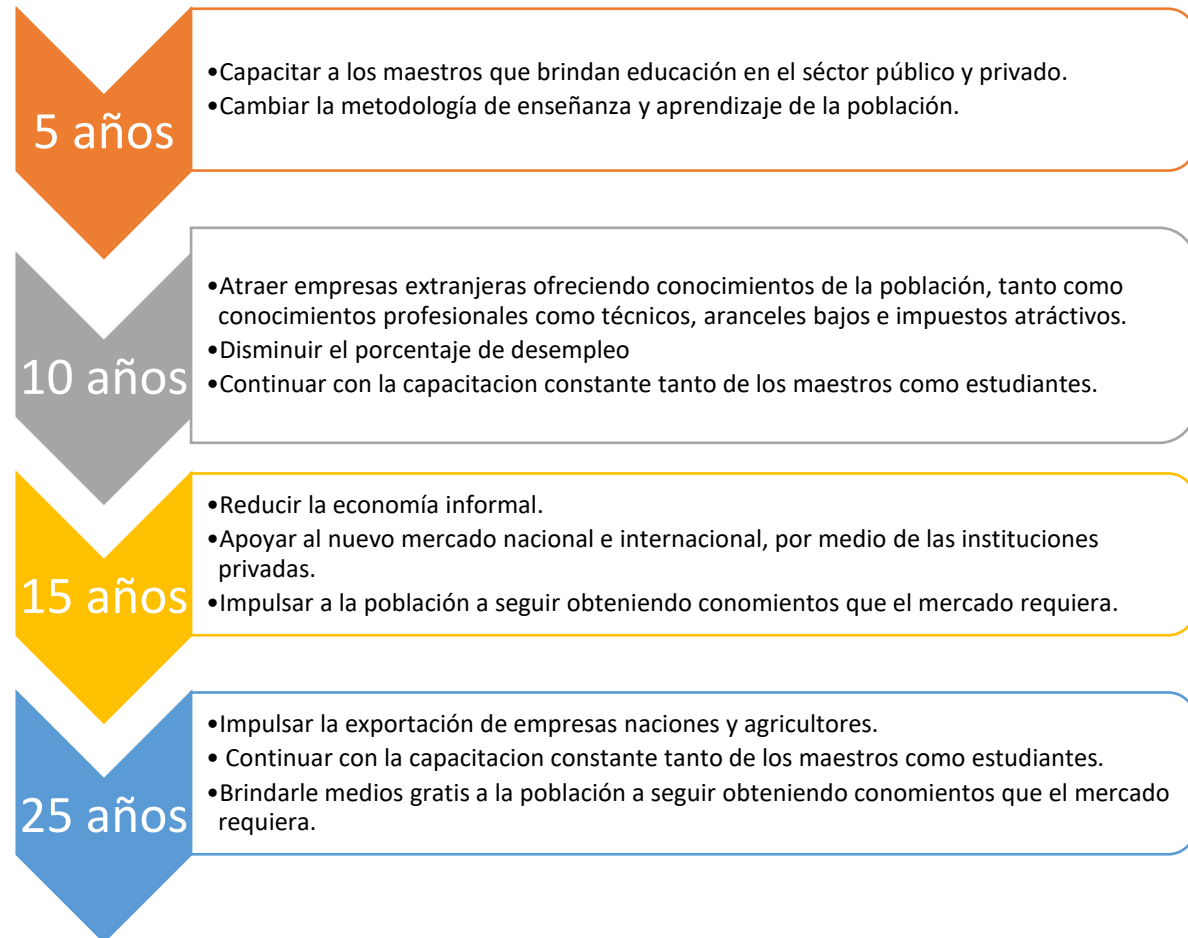 5 años
•Capacitar a los maestros que brindan educación en el séctor público y privado.
•Cambiar la metodología de enseñanza y aprendizaje de la población.
10 años
•Atraer empresas extranjeras ofreciendo conocimientos de la población, tanto como
conocimientos profesionales como técnicos, aranceles bajos e impuestos atráctivos.
•Disminuir el porcentaje de desempleo
•Continuar con la capacitacion constante tanto de los maestros como estudiantes.
15 años
•Reducir la economía informal.
•Apoyar al nuevo mercado nacional e internacional, por medio de las instituciones
privadas.
•Impulsar a la población a seguir obteniendo conomientos que el mercado requiera.
25 años
•Impulsar la exportación de empresas naciones y agricultores.
• Continuar con la capacitacion constante tanto de los maestros como estudiantes.
•Brindarle medios gratis a la población a seguir obteniendo conomientos que el mercado
requiera.